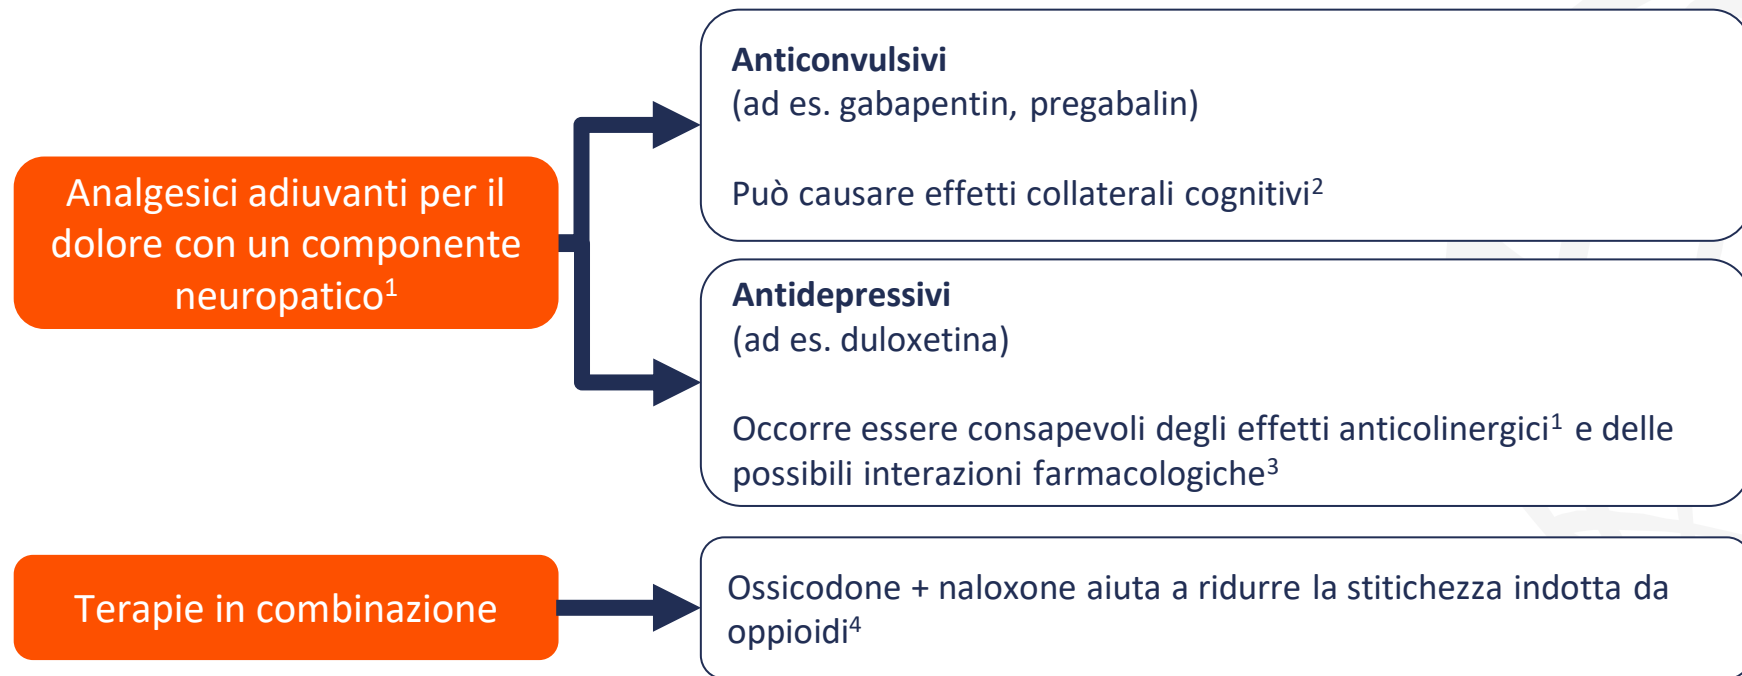 Analgesici adiuvanti per il
dolore con un componente
neuropatico¹
Anticonvulsivi
(ad es. gabapentin, pregabalin)
Può causare effetti collaterali cognitivi²
Antidepressivi
(ad es. duloxetina)
Occorre essere consapevoli degli effetti anticolinergici¹ e delle
possibili interazioni farmacologiche³
Terapie in combinazione
Ossicodone + naloxone aiuta a ridurre la stitichezza indotta da
oppioidi⁴